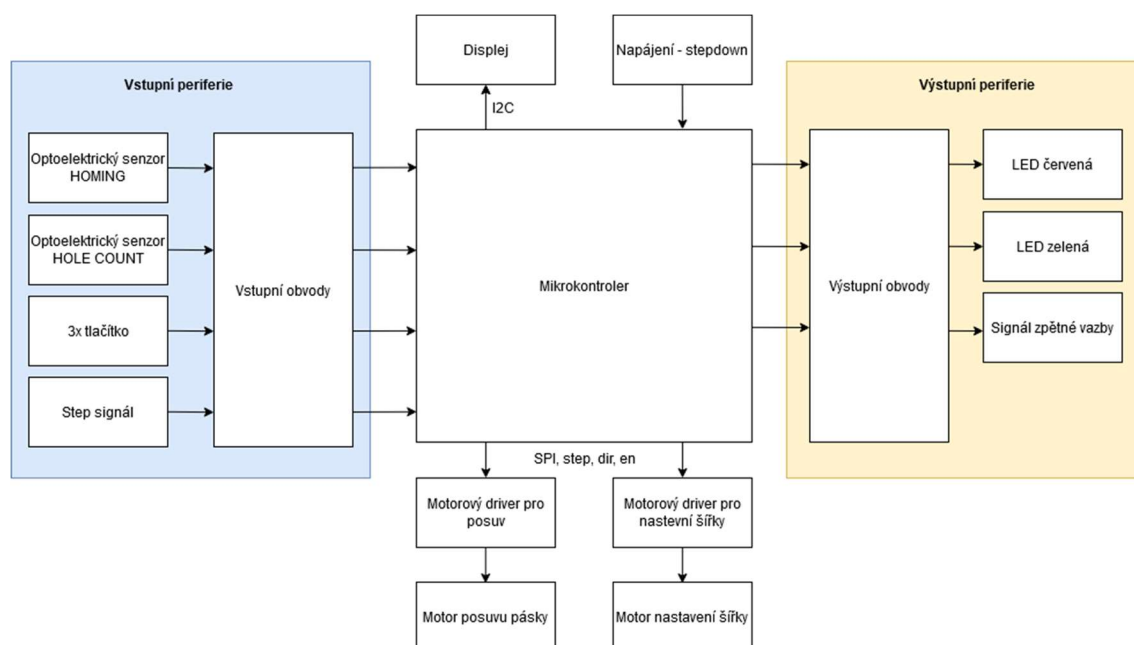 Displej
Napájení - stepdown
Vstupní periferie
Výstupní periferie
I2C
Optoelektrický senzor
HOMING
Optoelektrický senzor
HOLE COUNT
3x tlačítko
Step signál
Vstupní obvody
Mikrokontroler
Výstupní obvody
LED červená
LED zelená
Signál zpětné vazby
SPI, step, dir, en
Motorový driver pro
posuv
Motorový driver pro
nastevní šířky
Motor posuvu pásky
Motor nastavení šířky